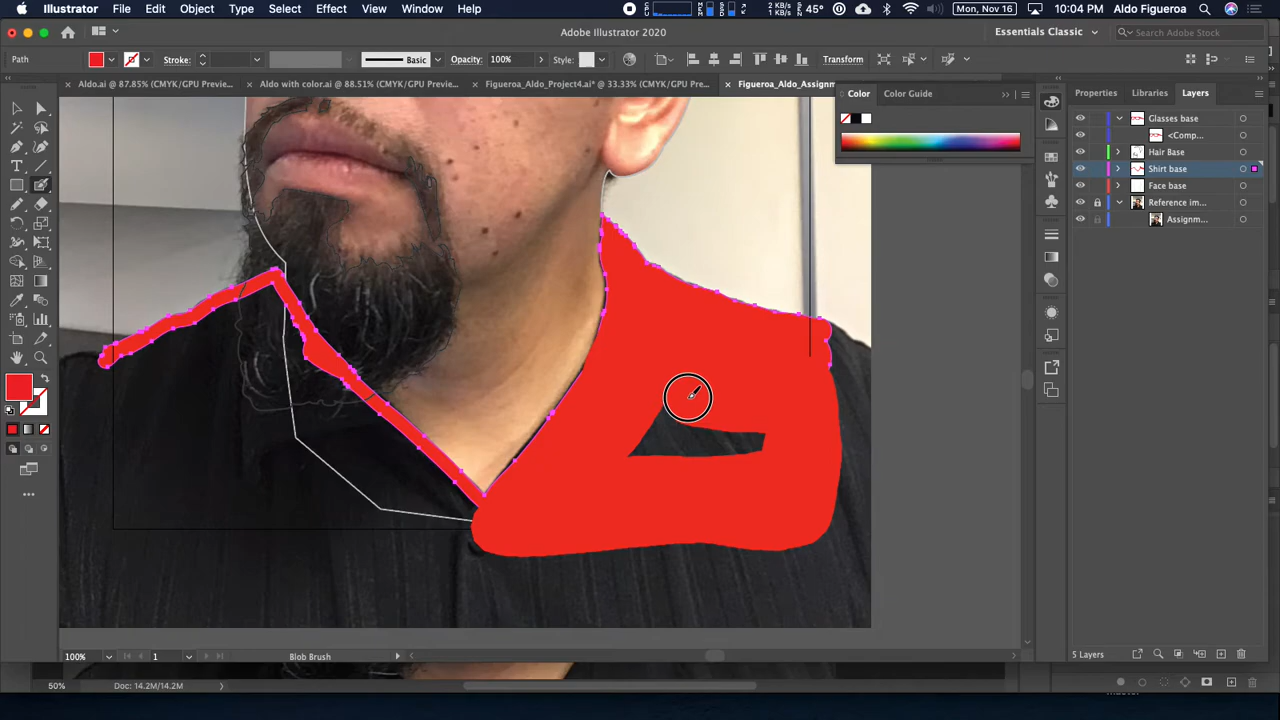 Illustrator File Edit Object Type Select Effect View Window Help 45° Mon, Nov 16 10:04 PM Aldo Figueroa
Adobe Illustrator 2020 Essentials Classic Search Adobe Stock
Path Stroke: Basic Opacity: 100% Style: Transform
Aldo.ai @ 87.85% (CMYK/GPU Preview... Aldo with color.ai @ 88.51% (CMYK/GPU Previe... Figueroa_Aldo_Project4.ai* @ 33.33% (CMYK/GPU Previ... Figueroa_Aldo_Assignm
Color Color Guide
Properties Libraries Layers
Glasses base
<Comp...
Hair Base
Shirt base
Face base
Reference im...
Assignm...
100% 1 Blob Brush 5 Layers
50% Doc: 14.2M/14.2M